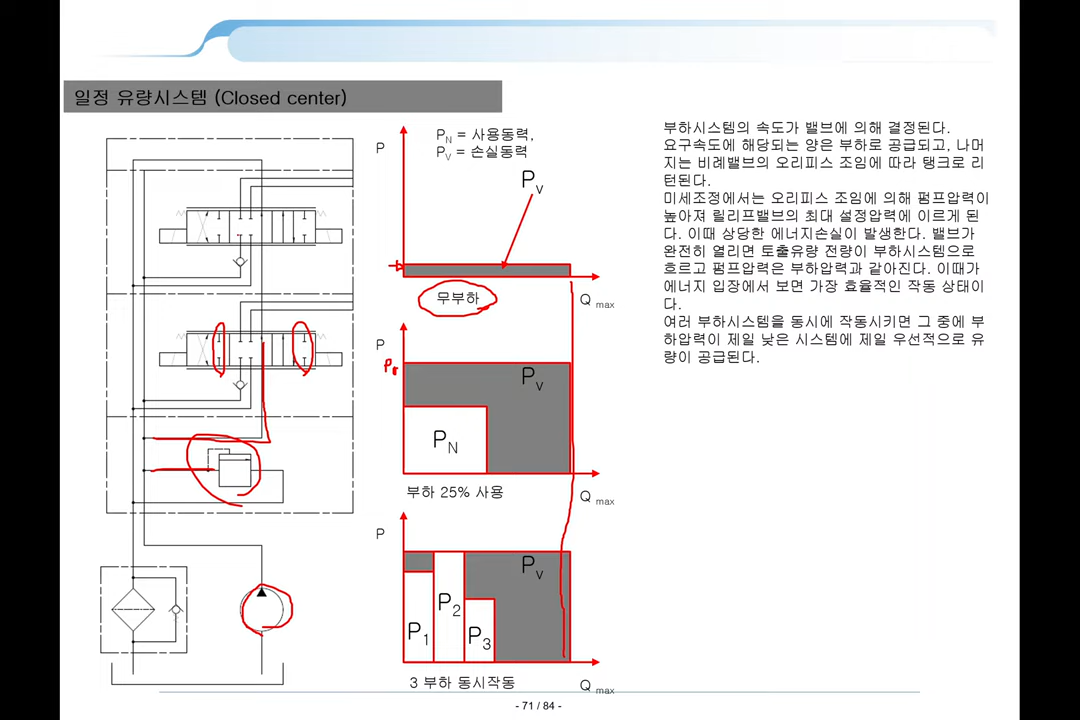 일정 유량시스템 (Closed center)
P
PN = 사용동력,
PV = 손실동력
PV
무부하
Q max
P
Pr
PV
PN
부하 25% 사용
Q max
P
PV
P1
P2
P3
3 부하 동시작동
Q max
부하시스템의 속도가 밸브에 의해 결정된다.
요구속도에 해당되는 양은 부하로 공급되고, 나머
지는 비례밸브의 오리피스 조임에 따라 탱크로 리
턴된다.
미세조정에서는 오리피스 조임에 의해 펌프압력이
높아져 릴리프밸브의 최대 설정압력에 이르게 된
다. 이때 상당한 에너지손실이 발생한다. 밸브가
완전히 열리면 토출유량 전량이 부하시스템으로
흐르고 펌프압력은 부하압력과 같아진다. 이때가
에너지 입장에서 보면 가장 효율적인 작동 상태이
다.
여러 부하시스템을 동시에 작동시키면 그 중에 부
하압력이 제일 낮은 시스템에 제일 우선적으로 유
량이 공급된다.
- 71 / 84 -